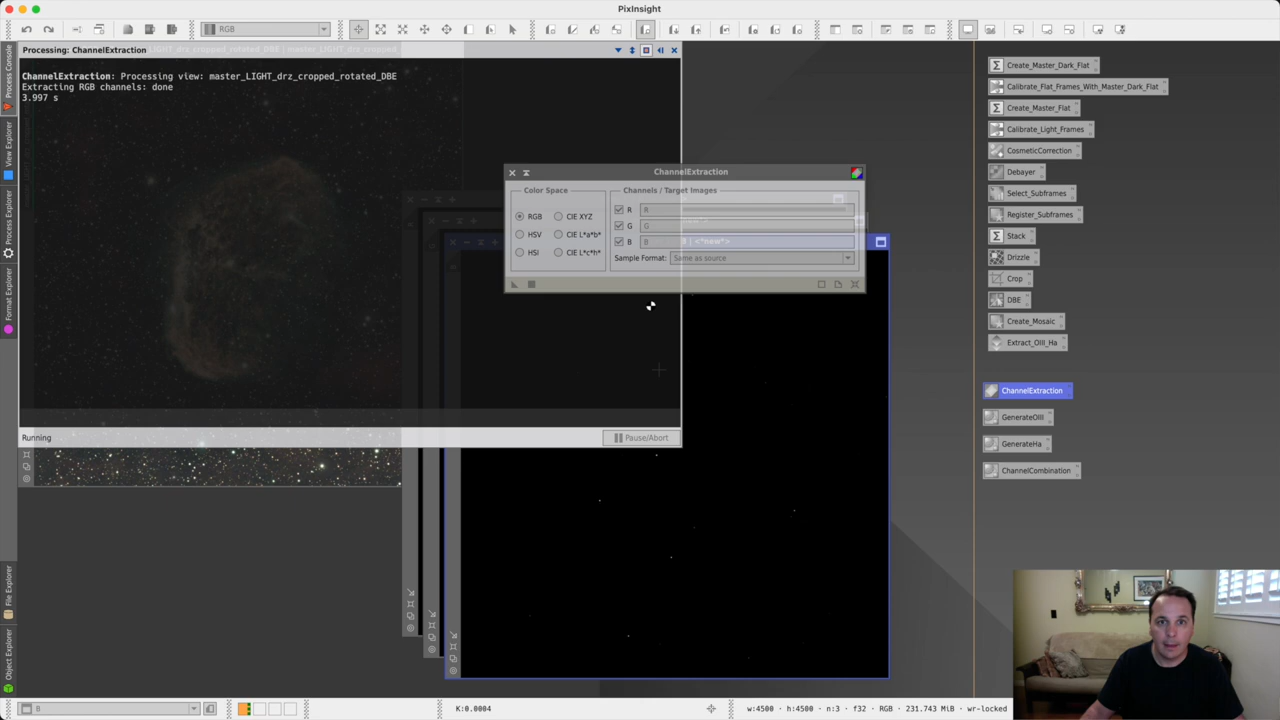 PixInsight
RGB
Processing: ChannelExtraction
LIGHT_drz_cropped_rotated_DBE | master_LIGHT_drz_cropped
ChannelExtraction: Processing view: master_LIGHT_drz_cropped_rotated_DBE
Extracting RGB channels: done
3.997 s
Running
Pause/Abort
Process Console
View Explorer
Process Explorer
Format Explorer
File Explorer
Object Explorer
ChannelExtraction
Color Space
RGB
CIE XYZ
HSV
CIE L*a*b*
HSI
CIE L*c*h*
Channels / Target Images
R
R
G
G
B
B
B | <*new*>
Sample Format:
Same as source
Create_Master_Dark_Flat
Calibrate_Flat_Frames_With_Master_Dark_Flat
Create_Master_Flat
Calibrate_Light_Frames
CosmeticCorrection
Debayer
Select_Subframes
Register_Subframes
Stack
Drizzle
Crop
DBE
Create_Mosaic
Extract_OIII_Ha
ChannelExtraction
GenerateOIII
GenerateHa
ChannelCombination
B
K:0.0004
w:4500 · h:4500 · n:3 · f32 · RGB · 231.743 MiB · wr-locked